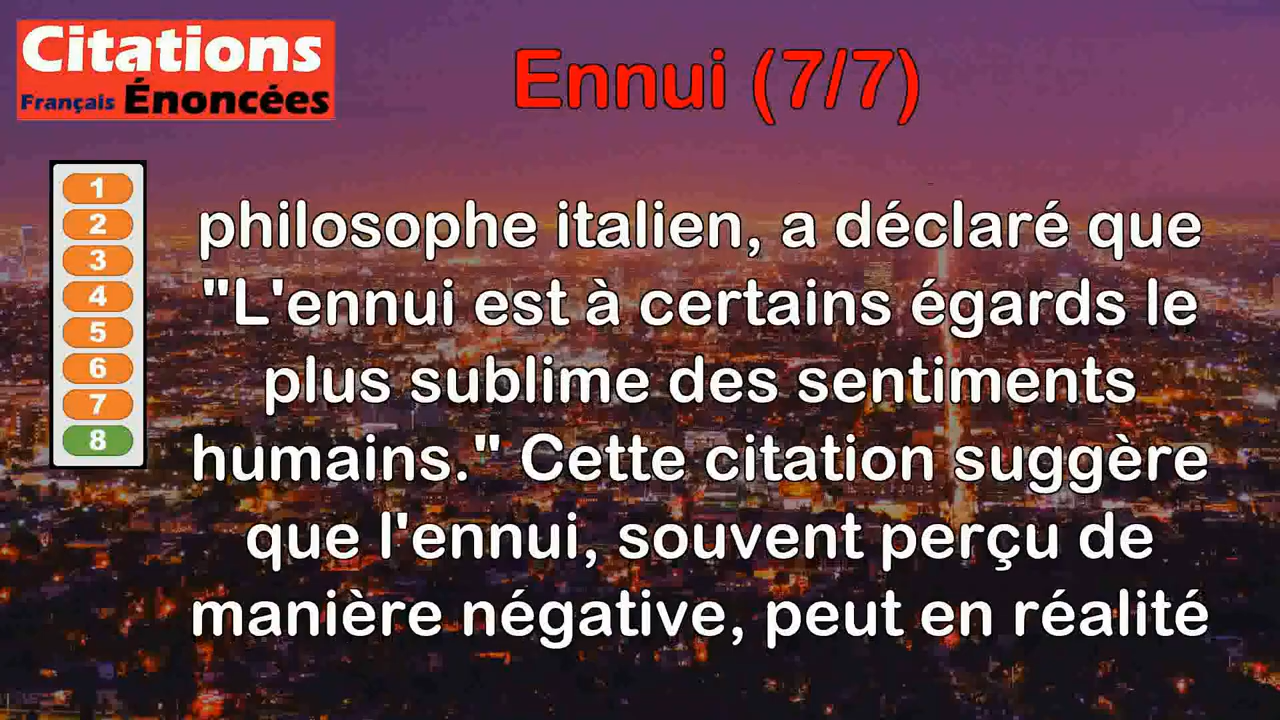 Citations
Français Énoncées
Ennui (7/7)
1
2
3
4
5
6
7
8
philosophe italien, a déclaré que
"L'ennui est à certains égards le
plus sublime des sentiments
humains." Cette citation suggère
que l'ennui, souvent perçu de
manière négative, peut en réalité